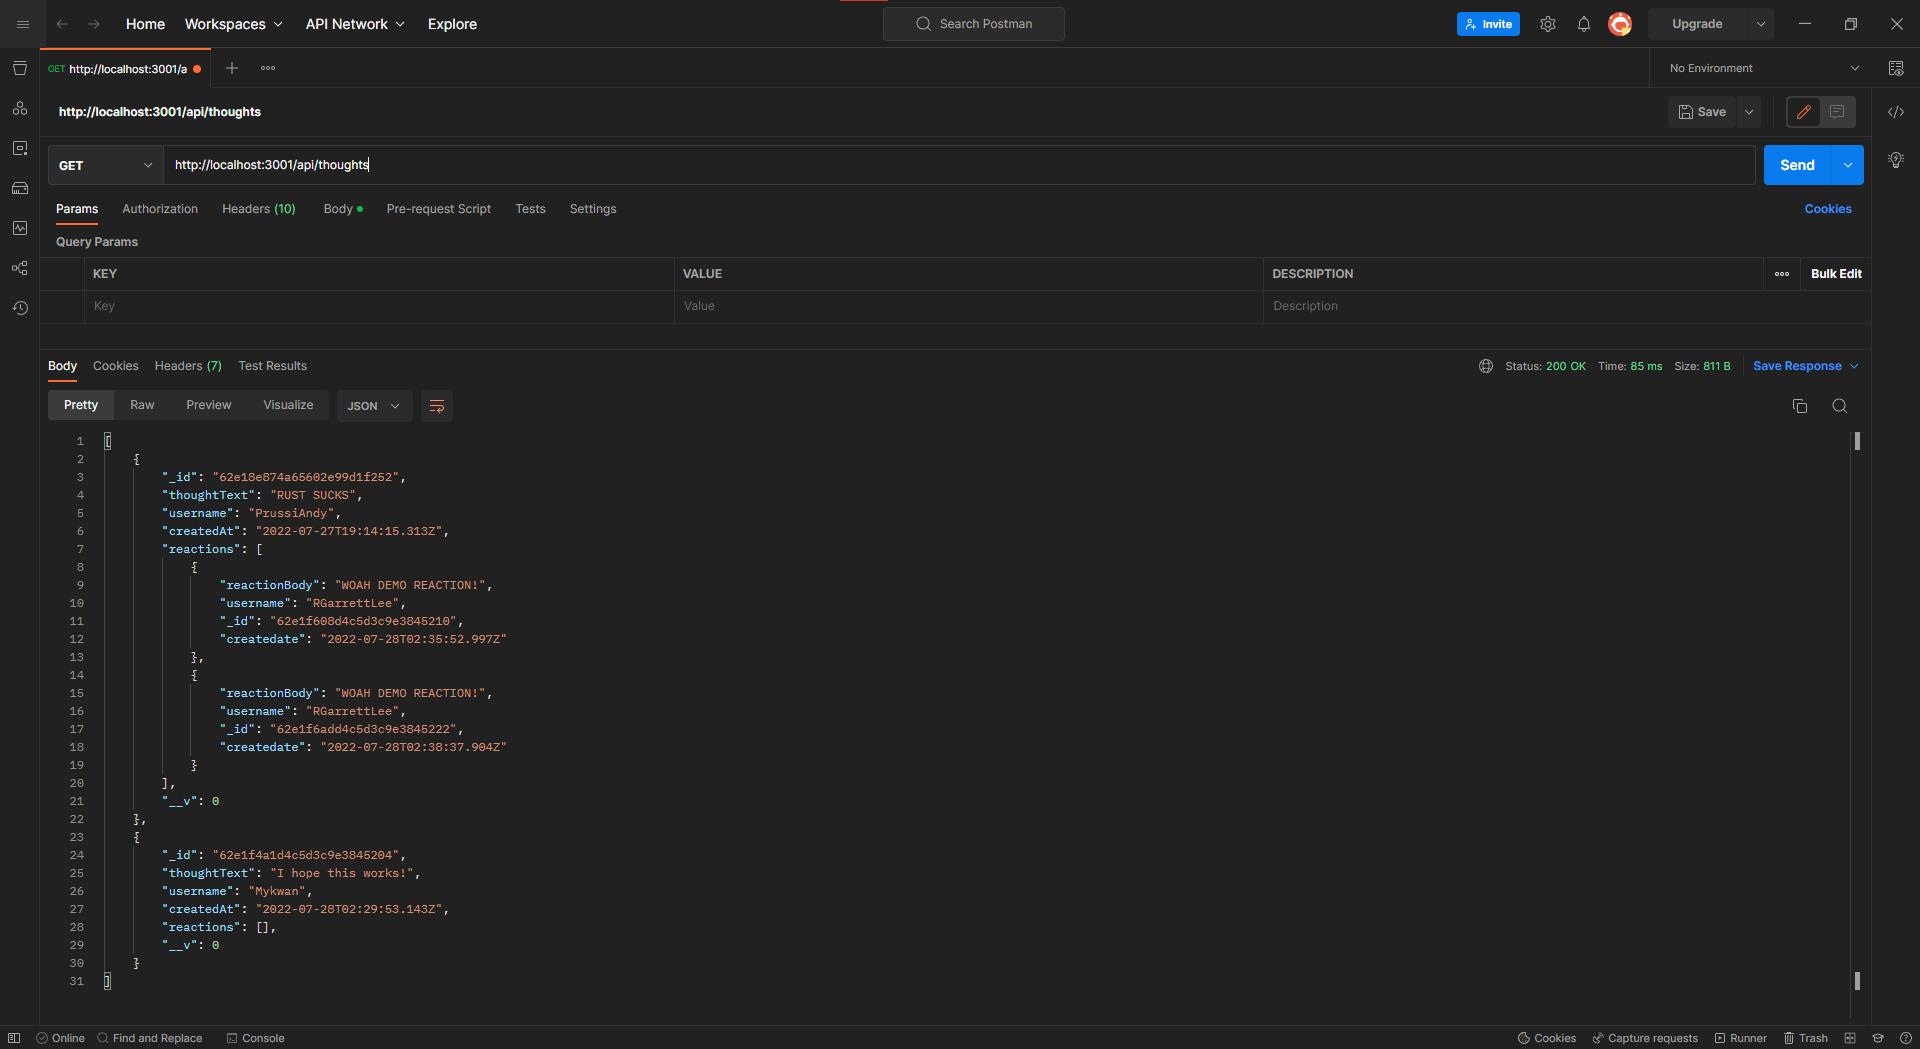 Home Workspaces API Network Explore Search Postman Invite Upgrade
GET http://localhost:3001/a No Environment
http://localhost:3001/api/thoughts Save
GET http://localhost:3001/api/thoughts Send
Params Authorization Headers (10) Body Pre-request Script Tests Settings Cookies
Query Params
KEY VALUE DESCRIPTION Bulk Edit
Key Value Description
Body Cookies Headers (7) Test Results Status: 200 OK Time: 85 ms Size: 811 B Save Response
Pretty Raw Preview Visualize JSON
1 [
2 {
3 "_id": "62e18e874a65602e99d1f252",
4 "thoughtText": "RUST SUCKS",
5 "username": "PrussiAndy",
6 "createdAt": "2022-07-27T19:14:15.313Z",
7 "reactions": [
8 {
9 "reactionBody": "WOAH DEMO REACTION!",
10 "username": "RGarrettLee",
11 "_id": "62e1f608d4c5d3c9e3845210",
12 "createdate": "2022-07-28T02:35:52.997Z"
13 },
14 {
15 "reactionBody": "WOAH DEMO REACTION!",
16 "username": "RGarrettLee",
17 "_id": "62e1f6add4c5d3c9e3845222",
18 "createdate": "2022-07-28T02:38:37.904Z"
19 }
20 ],
21 "__v": 0
22 },
23 {
24 "_id": "62e1f4a1d4c5d3c9e3845204",
25 "thoughtText": "I hope this works!",
26 "username": "Mykwan",
27 "createdAt": "2022-07-28T02:29:53.143Z",
28 "reactions": [],
29 "__v": 0
30 }
31 ]
Online Find and Replace Console Cookies Capture requests Runner Trash